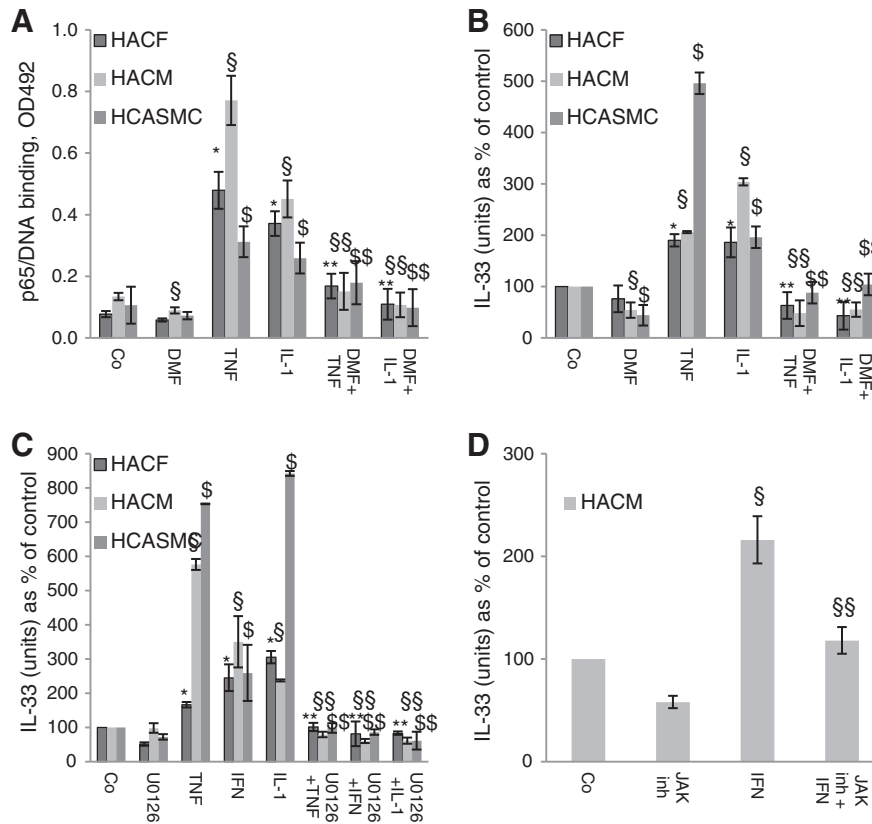 A
p65/DNA binding, OD492
1.0
0.8
0.6
0.4
0.2
0.0
HACF
HACM
HCASMC
§
*
§
$
*
§
$
**
§§
$$
**
§§
$$
Co
DMF
TNF
IL-1
DMF+
TNF
DMF+
IL-1
B
IL-33 (units) as % of control
600
500
400
300
200
100
0
HACF
HACM
HCASMC
§
$
*
§
$
*
§
$
**
§§
$$
**
§§
Co
DMF
TNF
IL-1
DMF+
TNF
DMF+
IL-1
C
IL-33 (units) as % of control
900
800
700
600
500
400
300
200
100
0
HACF
HACM
HCASMC
*
§
$
*
§
$
*
§
$
**
§§
$$
**
§§
$$
**
§§
$$
Co
U0126
TNF
IFN
IL-1
U0126
+TNF
U0126
+IFN
U0126
+IL-1
D
IL-33 (units) as % of control
300
200
100
0
HACM
§
§§
Co
JAK
inh
IFN
JAK
inh +
IFN